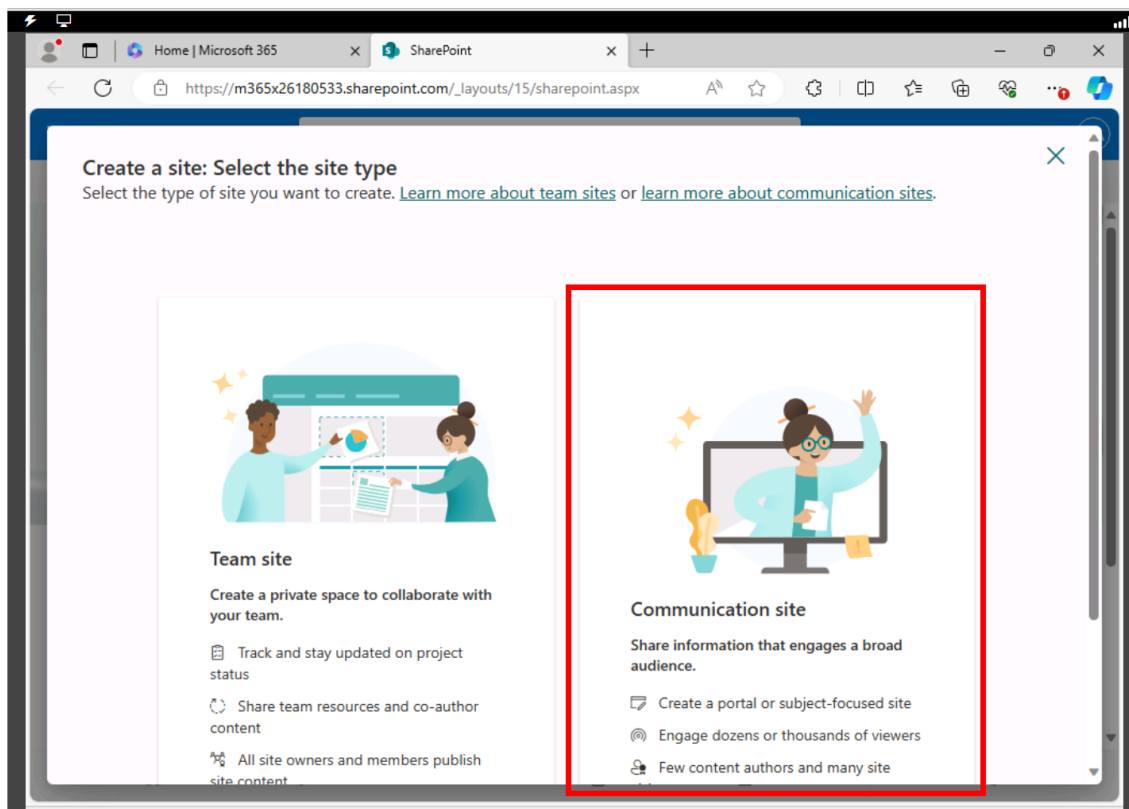 Home | Microsoft 365
SharePoint
https://m365x26180533.sharepoint.com/_layouts/15/sharepoint.aspx
Create a site: Select the site type
Select the type of site you want to create. Learn more about team sites or learn more about communication sites.
Team site
Create a private space to collaborate with
your team.
Track and stay updated on project
status
Share team resources and co-author
content
All site owners and members publish
site content
Communication site
Share information that engages a broad
audience.
Create a portal or subject-focused site
Engage dozens or thousands of viewers
Few content authors and many site